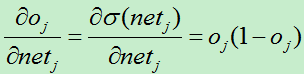 ∂o_j/∂net_j = ∂σ(net_j)/∂net_j = o_j(1 − o_j)